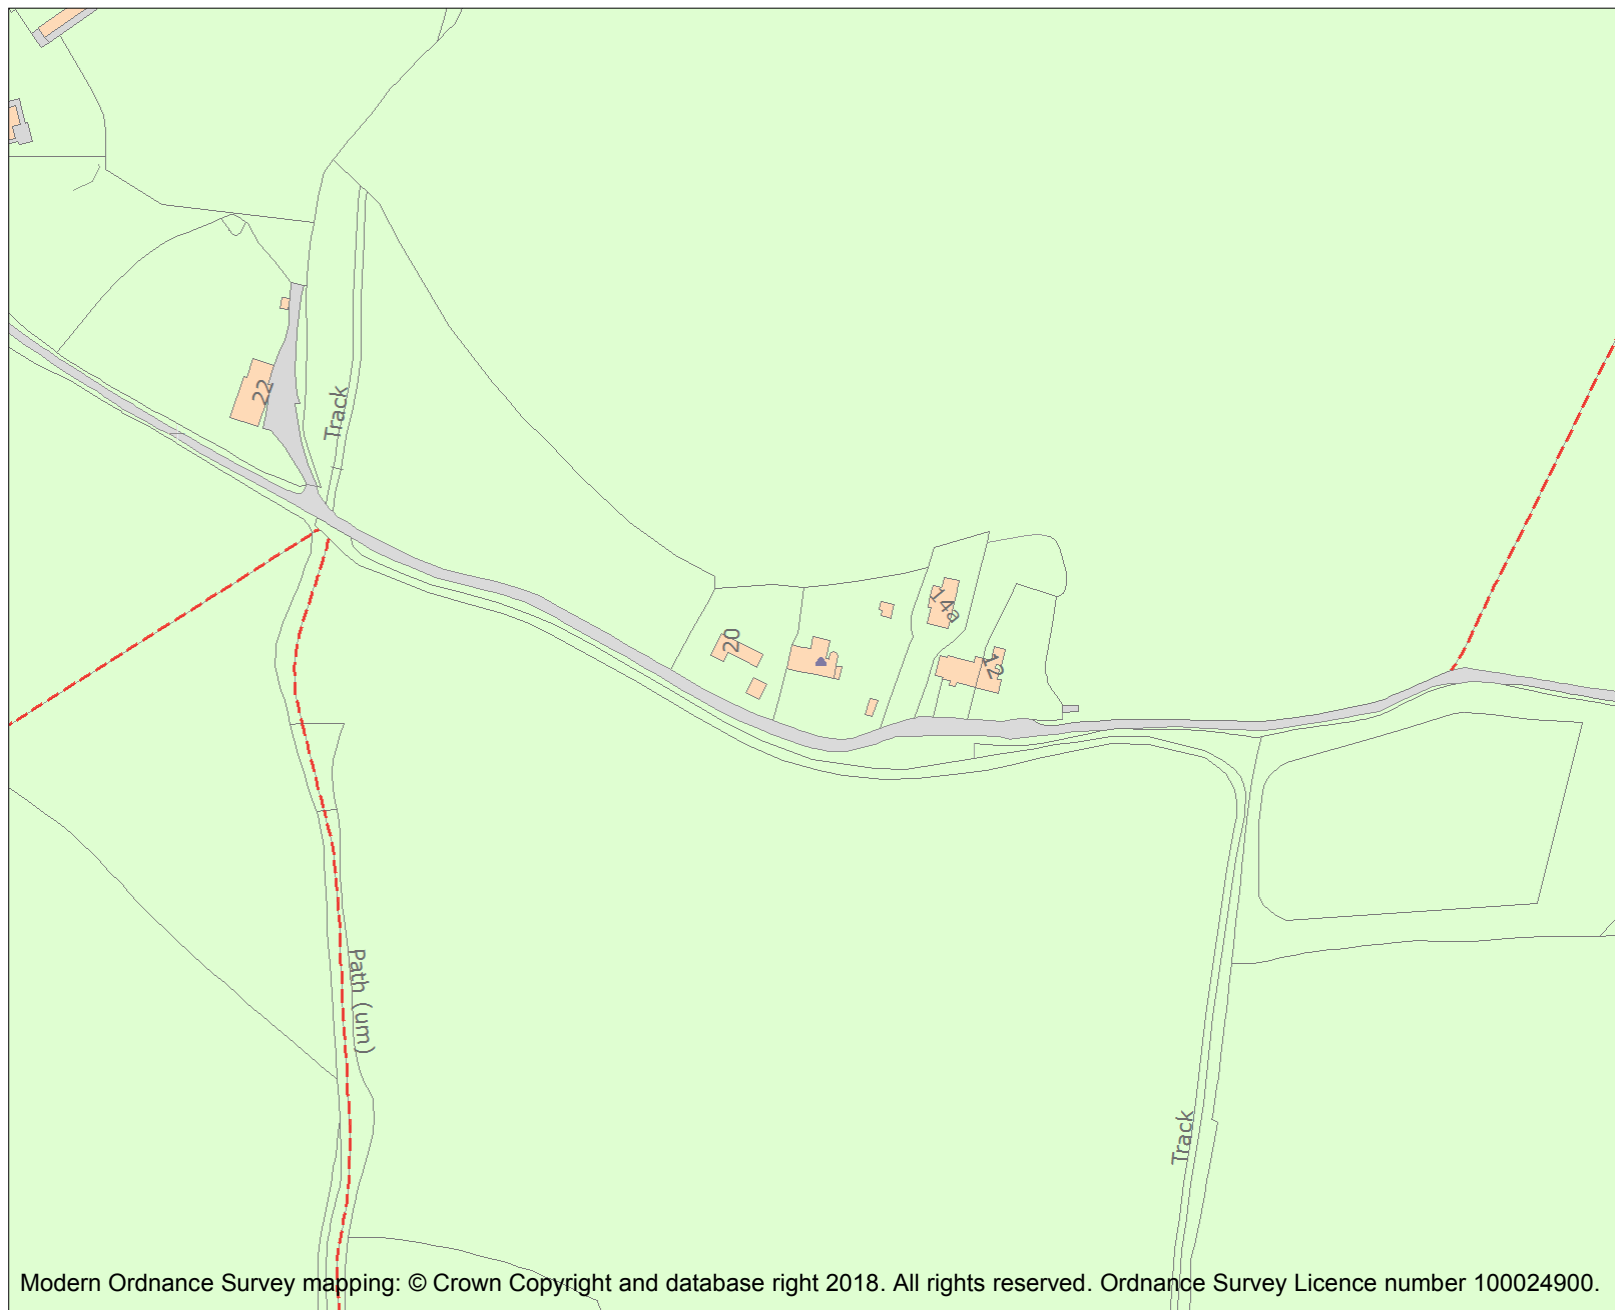 22
Track
20
14a
12
Path (um)
Track
Modern Ordnance Survey mapping: © Crown Copyright and database right 2018. All rights reserved. Ordnance Survey Licence number 100024900.